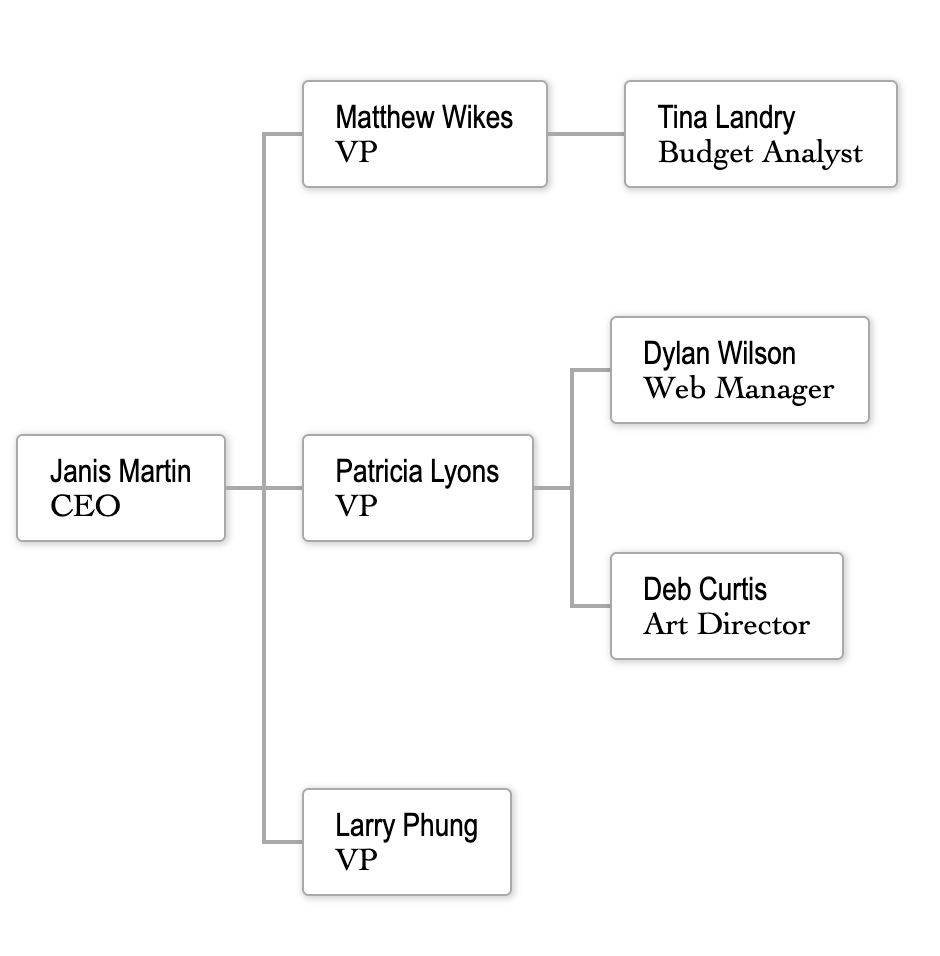 Matthew Wikes
VP
Tina Landry
Budget Analyst
Dylan Wilson
Web Manager
Janis Martin
CEO
Patricia Lyons
VP
Deb Curtis
Art Director
Larry Phung
VP